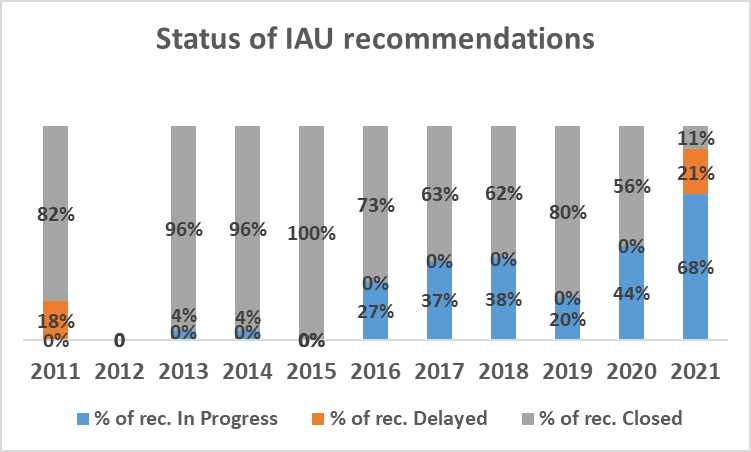 Status of IAU recommendations
11%
21%
82% 96% 96% 100% 73% 63% 62% 80% 56% 68%
0% 0% 0% 0% 0%
18% 4% 4% 27% 37% 38% 20% 44%
0% 0 0% 0% 0%
2011 2012 2013 2014 2015 2016 2017 2018 2019 2020 2021
% of rec. In Progress % of rec. Delayed % of rec. Closed